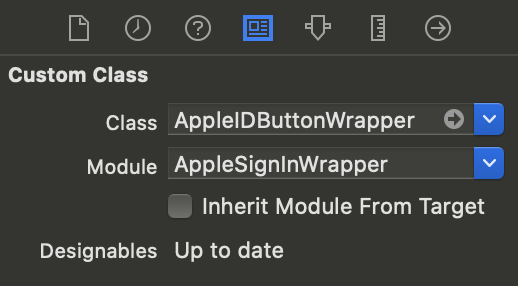 Custom Class
Class AppleIDButtonWrapper
Module AppleSignInWrapper
Inherit Module From Target
Designables Up to date